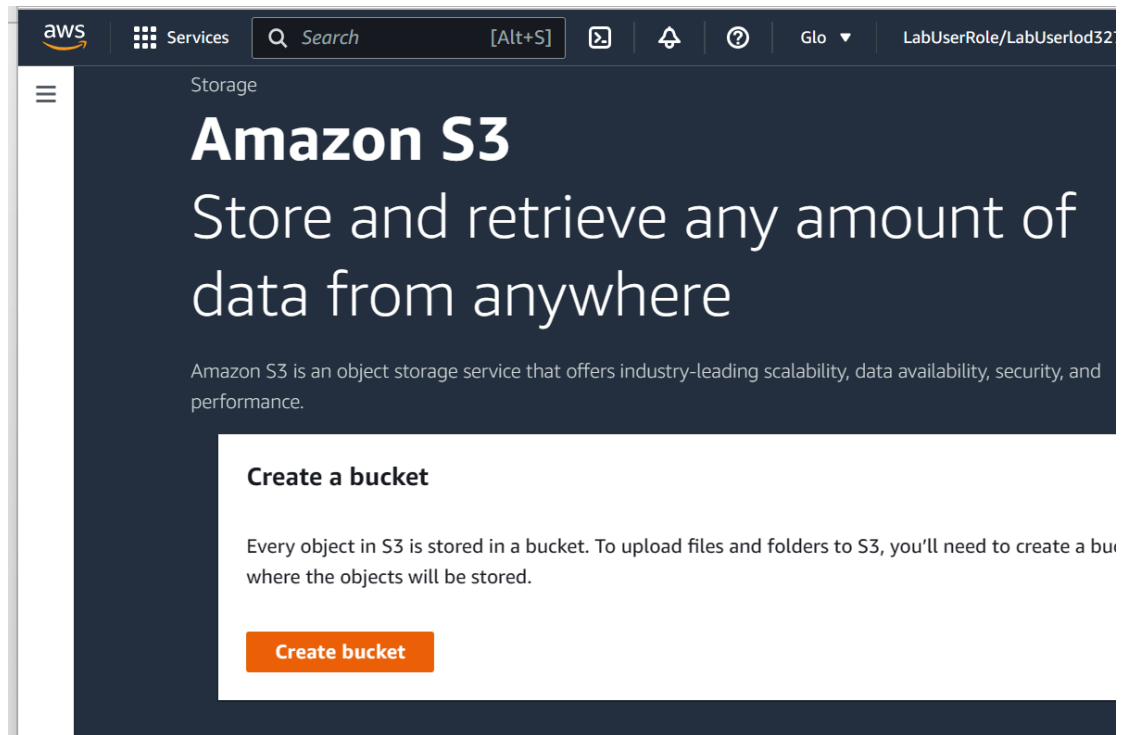 aws Services Search [Alt+S] Glo LabUserRole/LabUserlod327
Storage
Amazon S3
Store and retrieve any amount of
data from anywhere
Amazon S3 is an object storage service that offers industry-leading scalability, data availability, security, and
performance.
Create a bucket
Every object in S3 is stored in a bucket. To upload files and folders to S3, you’ll need to create a
where the objects will be stored.
Create bucket